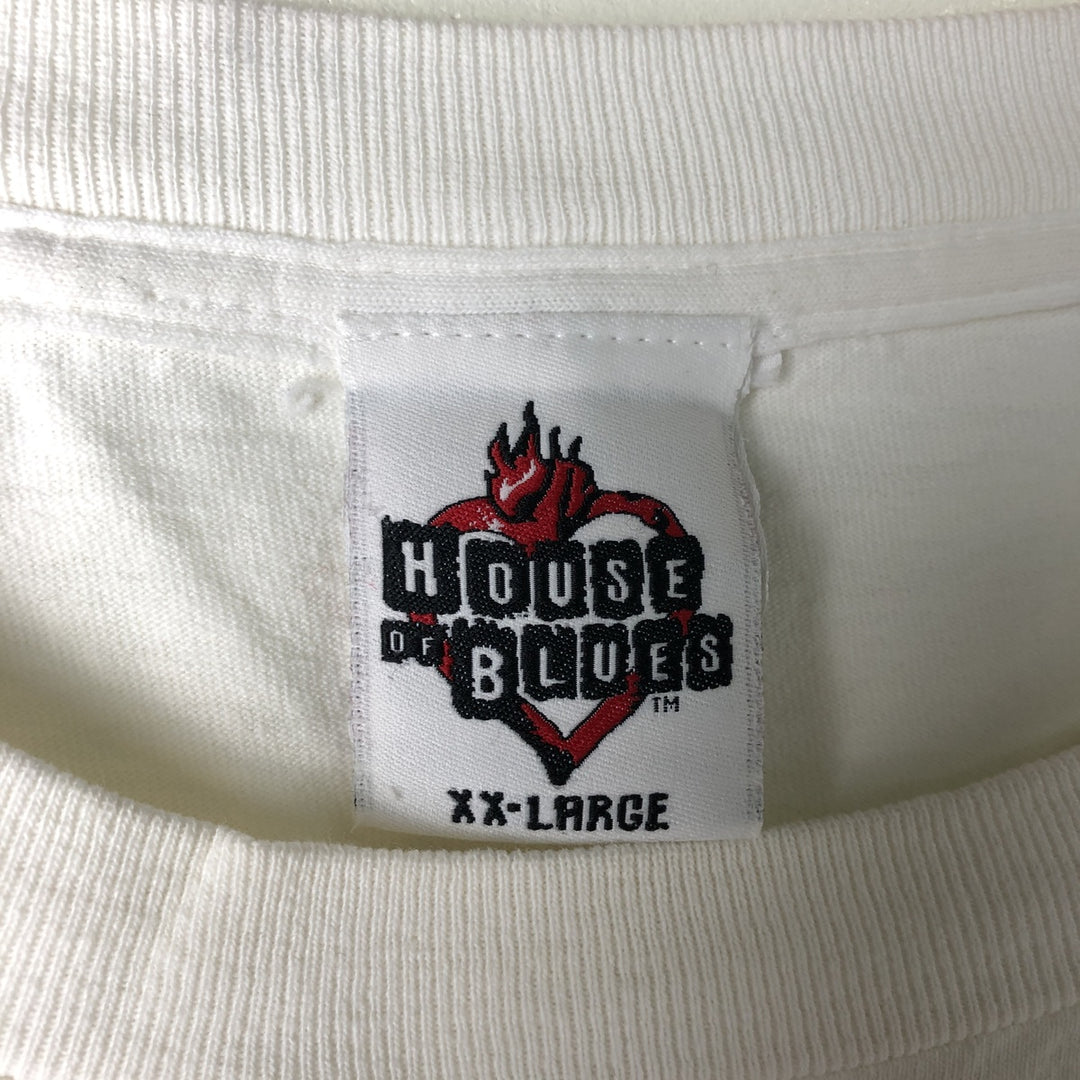 HOUSE
OF BLUES
TM
XX-LARGE